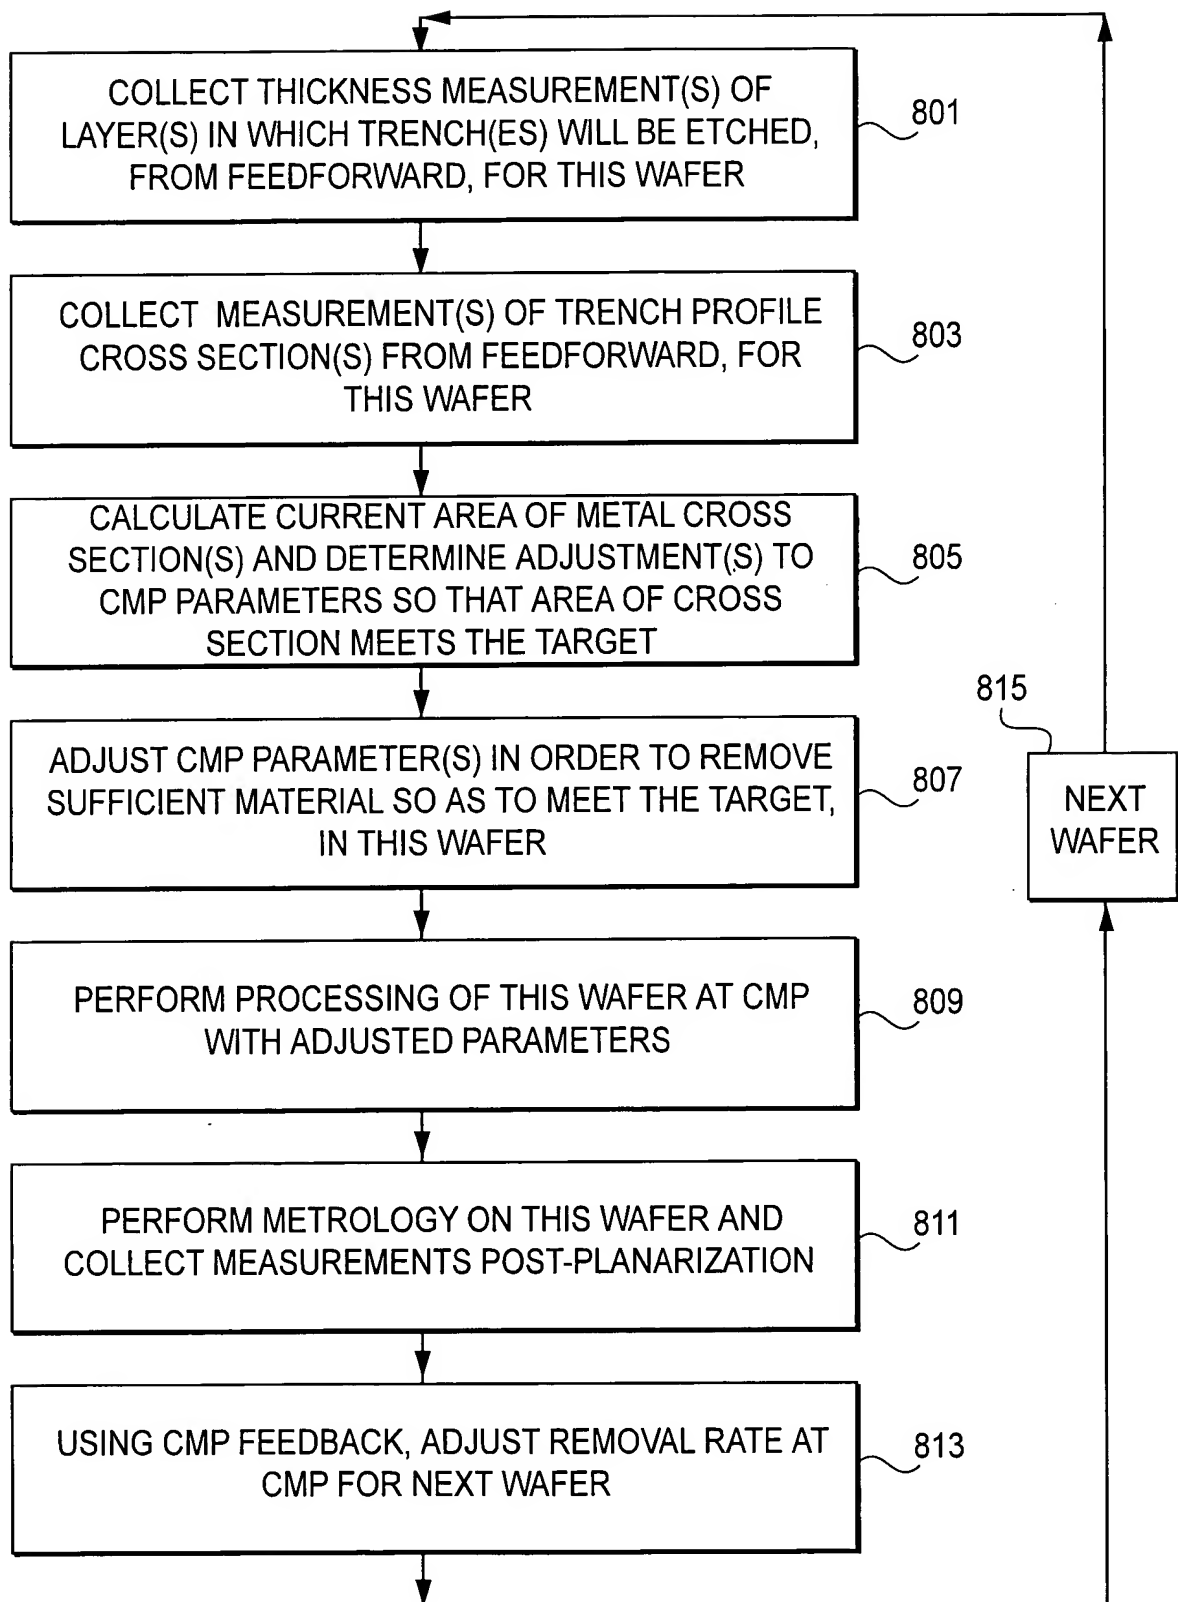 COLLECT THICKNESS MEASUREMENT(S) OF
LAYER(S) IN WHICH TRENCH(ES) WILL BE ETCHED,
FROM FEEDFORWARD, FOR THIS WAFER
801
COLLECT MEASUREMENT(S) OF TRENCH PROFILE
CROSS SECTION(S) FROM FEEDFORWARD, FOR
THIS WAFER
803
CALCULATE CURRENT AREA OF METAL CROSS
SECTION(S) AND DETERMINE ADJUSTMENT(S) TO
CMP PARAMETERS SO THAT AREA OF CROSS
SECTION MEETS THE TARGET
805
ADJUST CMP PARAMETER(S) IN ORDER TO REMOVE
SUFFICIENT MATERIAL SO AS TO MEET THE TARGET,
IN THIS WAFER
807
815
NEXT
WAFER
PERFORM PROCESSING OF THIS WAFER AT CMP
WITH ADJUSTED PARAMETERS
809
PERFORM METROLOGY ON THIS WAFER AND
COLLECT MEASUREMENTS POST-PLANARIZATION
811
USING CMP FEEDBACK, ADJUST REMOVAL RATE AT
CMP FOR NEXT WAFER
813